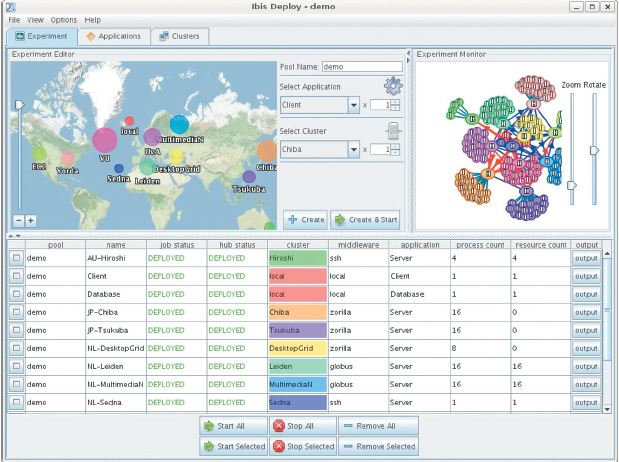 Ibis Deploy - demo
File View Options Help
Experiment Applications Clusters
Experiment Editor
Experiment Monitor
Pool Name: demo
Select Application
Client x 1
Select Cluster
Chiba x 1
Create Create & Start
Zoom Rotate
local
MultimediaN
VU
UvA
EC2
Sedna
Leiden
DesktopGrid
Chiba
Tsukuba
pool name job status hub status cluster middleware application process count resource count output
demo AU-Hiroshi DEPLOYED DEPLOYED Hiroshi ssh Server 4 4 output
demo Client DEPLOYED DEPLOYED local local Client 1 1 output
demo Database DEPLOYED DEPLOYED local local Database 1 1 output
demo JP-Chiba DEPLOYED DEPLOYED Chiba zorilla Server 16 0 output
demo JP-Tsukuba DEPLOYED DEPLOYED Tsukuba zorilla Server 16 0 output
demo NL-DesktopGrid DEPLOYED DEPLOYED DesktopGrid zorilla Server 8 0 output
demo NL-Leiden DEPLOYED DEPLOYED Leiden globus Server 16 16 output
demo NL-MultimediaN DEPLOYED DEPLOYED MultimediaN globus Server 16 16 output
demo NL-Sedna DEPLOYED DEPLOYED Sedna ssh Server 1 1 output
Start All Stop All Remove All
Start Selected Stop Selected Remove Selected